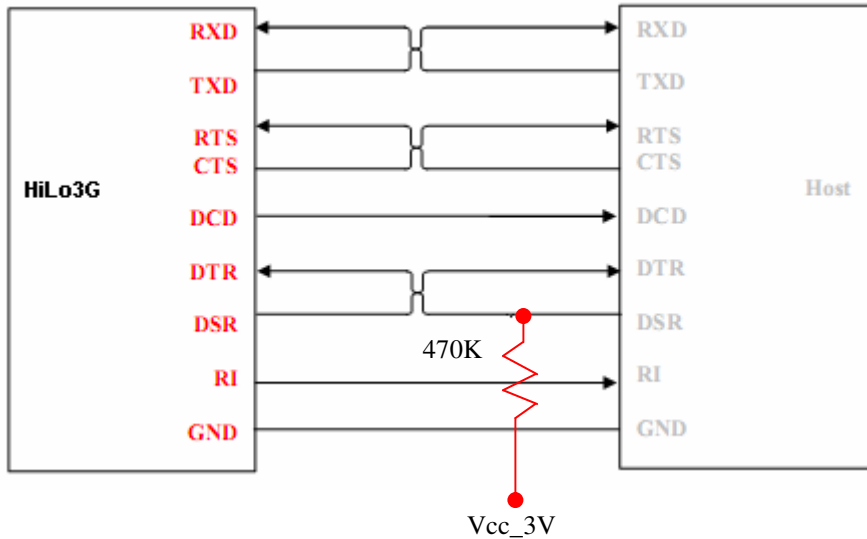 RXD
TXD
RTS
CTS
HiLo3G
DCD
DTR
DSR
RI
GND
RXD
TXD
RTS
CTS
Host
DCD
DTR
DSR
RI
GND
470K
Vcc_3V